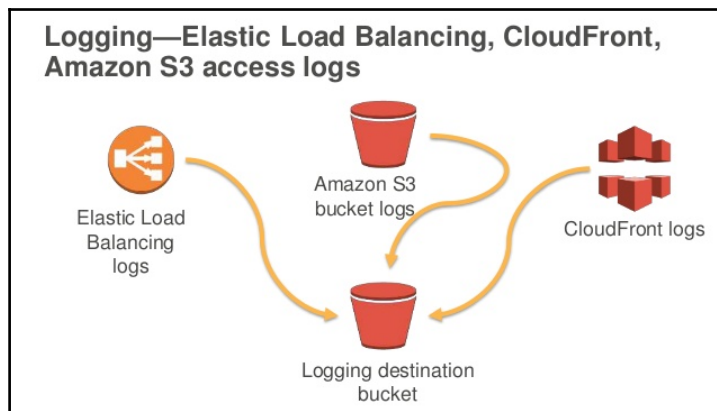 Logging—Elastic Load Balancing, CloudFront,
Amazon S3 access logs
Elastic Load
Balancing
logs
Amazon S3
bucket logs
CloudFront logs
Logging destination
bucket